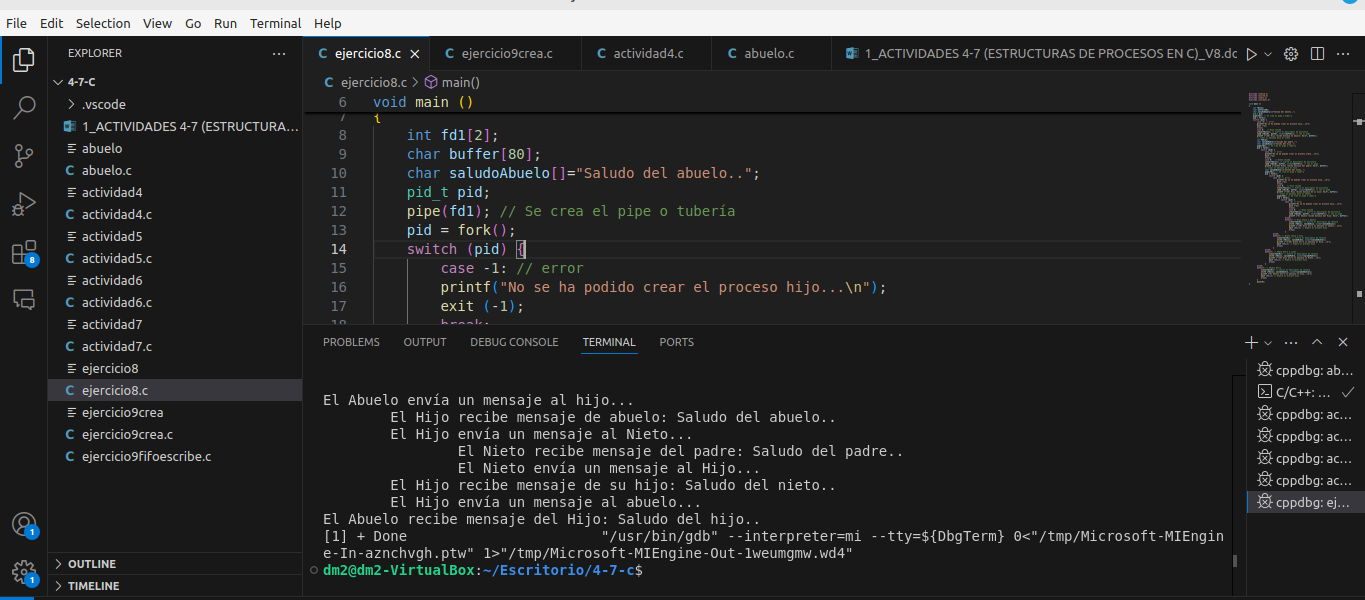 File Edit Selection View Go Run Terminal Help
EXPLORER
4-7-C
.vscode
1_ACTIVIDADES 4-7 (ESTRUCTURA...
abuelo
abuelo.c
actividad4
actividad4.c
actividad5
actividad5.c
actividad6
actividad6.c
actividad7
actividad7.c
ejercicio8
ejercicio8.c
ejercicio9crea
ejercicio9crea.c
ejercicio9fifoescribe.c
OUTLINE
TIMELINE
8
1
1
ejercicio8.c ejercicio9crea.c actividad4.c abuelo.c 1_ACTIVIDADES 4-7 (ESTRUCTURAS DE PROCESOS EN C)_V8.dc
ejercicio8.c > main()
6 void main ()
7 {
8 int fd1[2];
9 char buffer[80];
10 char saludoAbuelo[]="Saludo del abuelo..";
11 pid_t pid;
12 pipe(fd1); // Se crea el pipe o tubería
13 pid = fork();
14 switch (pid) {
15 case -1: // error
16 printf("No se ha podido crear el proceso hijo...\n");
17 exit (-1);
18 break;
PROBLEMS OUTPUT DEBUG CONSOLE TERMINAL PORTS
El Abuelo envía un mensaje al hijo...
El Hijo recibe mensaje de abuelo: Saludo del abuelo..
El Hijo envía un mensaje al Nieto...
El Nieto recibe mensaje del padre: Saludo del padre..
El Nieto envía un mensaje al Hijo...
El Hijo recibe mensaje de su hijo: Saludo del nieto..
El Hijo envía un mensaje al abuelo...
El Abuelo recibe mensaje del Hijo: Saludo del hijo..
[1] + Done "/usr/bin/gdb" --interpreter=mi --tty=${DbgTerm} 0<"/tmp/Microsoft-MIEngin
e-In-aznchvgh.ptw" 1>"/tmp/Microsoft-MIEngine-Out-1weumgmw.wd4"
dm2@dm2-VirtualBox:~/Escritorio/4-7-c$
cppdbg: ab...
C/C++: ...
cppdbg: ac...
cppdbg: ac...
cppdbg: ac...
cppdbg: ac...
cppdbg: ej...